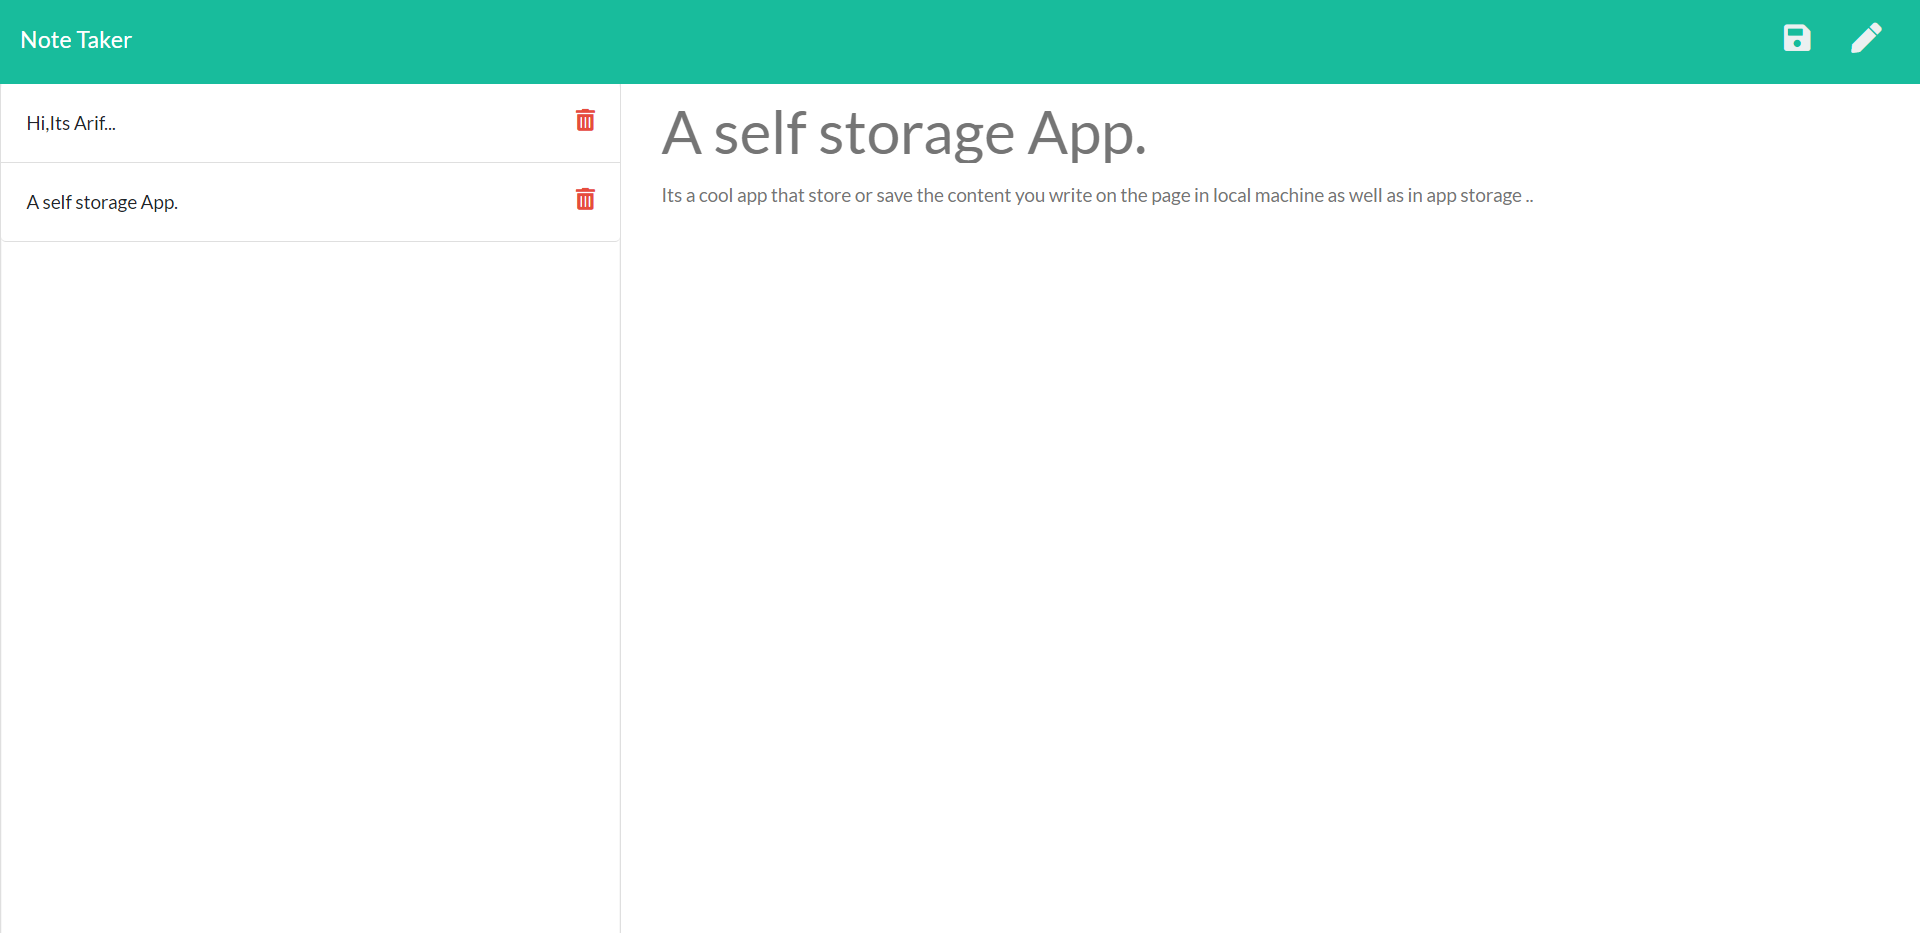 Note Taker
Hi,Its Arif...
A self storage App.
A self storage App.
Its a cool app that store or save the content you write on the page in local machine as well as in app storage ..